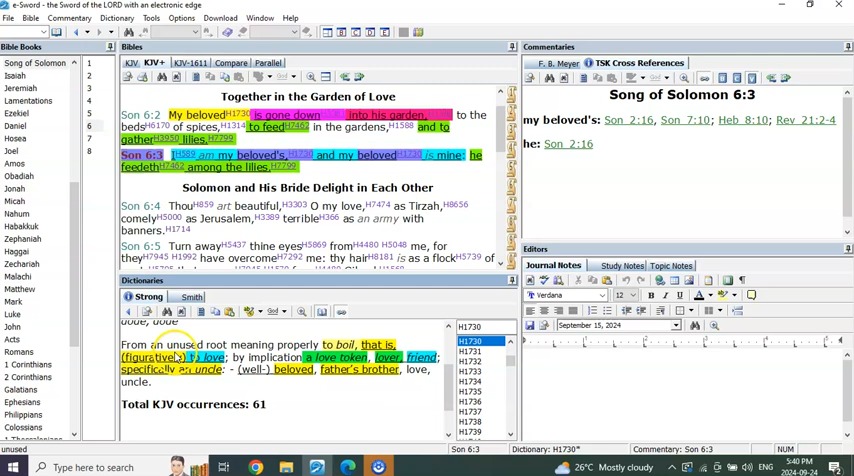 e-Sword - the Sword of the LORD with an electronic edge
File Bible Commentary Dictionary Tools Options Download Window Help
Bible Books
Song of Solomon
Isaiah
Jeremiah
Lamentations
Ezekiel
Daniel
Hosea
Joel
Amos
Obadiah
Jonah
Micah
Nahum
Habakkuk
Zephaniah
Haggai
Zechariah
Malachi
Matthew
Mark
Luke
John
Acts
Romans
1 Corinthians
2 Corinthians
Galatians
Ephesians
Philippians
Colossians
1
2
3
4
5
6
7
8
Bibles
KJV KJV+ KJV-1611 Compare Parallel
Together in the Garden of Love
Son 6:2 My beloved H1730 is gone down into his garden, to the
beds H6170 of spices, H1314 to feed H7462 in the gardens, H1588 and to
gather H3950 lilies. H7799
Son 6:3 I H589 am my beloved's, H1730 and my beloved H1730 is mine: he
feedeth H7462 among the lilies. H7799
Solomon and His Bride Delight in Each Other
Son 6:4 Thou H859 art beautiful, H3303 O my love, H7474 as Tirzah, H8656
comely H5000 as Jerusalem, H3389 terrible H366 as an army with
banners. H1714
Son 6:5 Turn away H5437 thine eyes H5869 from H4480 H5048 me, for
they H1992 have overcome H7292 me: thy hair H8181 is as a flock H5739 of
Dictionaries
Strong Smith
dôde, dôde
From an unused root meaning properly to boil, that is,
(figuratively) to love; by implication a love token, lover, friend;
specifically an uncle: - (well-) beloved, father's brother, love,
uncle.
Total KJV occurrences: 61
H1730
H1730
H1731
H1732
H1733
H1734
H1735
H1736
H1737
H1738
H1739
Commentaries
F. B. Meyer TSK Cross References
Song of Solomon 6:3
my beloved's: Son 2:16, Son 7:10; Heb 8:10; Rev 21:2-4
he: Son 2:16
Editors
Journal Notes Study Notes Topic Notes
Verdana 12 B I U A
September 15, 2024
unused Son 6:3 Dictionary: H1730* Commentary: Son 6:3 NUM
Type here to search
26°C Mostly cloudy ENG
5:40 PM
2024-09-24